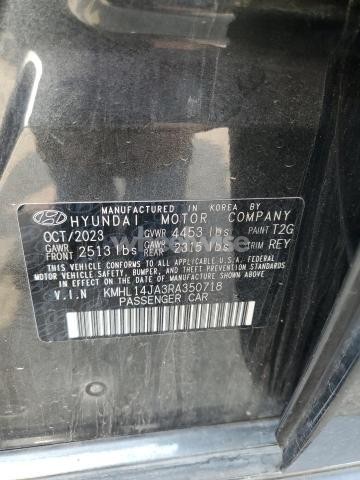 MANUFACTURED IN KOREA BY
HYUNDAI MOTOR COMPANY
OCT/2023 GVWR 4453 lbs PAINT T2G
GAWR FRONT 2513 lbs GAWR REAR 2315 lbs TRIM REY
THIS VEHICLE CONFORMS TO ALL APPLICABLE U.S. FEDERAL MOTOR
VEHICLE SAFETY, BUMPER, AND THEFT PREVENTION STANDARDS IN
EFFECT ON THE DATE OF MANUFACTURE SHOWN ABOVE.
V.I.N KMHL14JA3RA350718
PASSENGER CAR